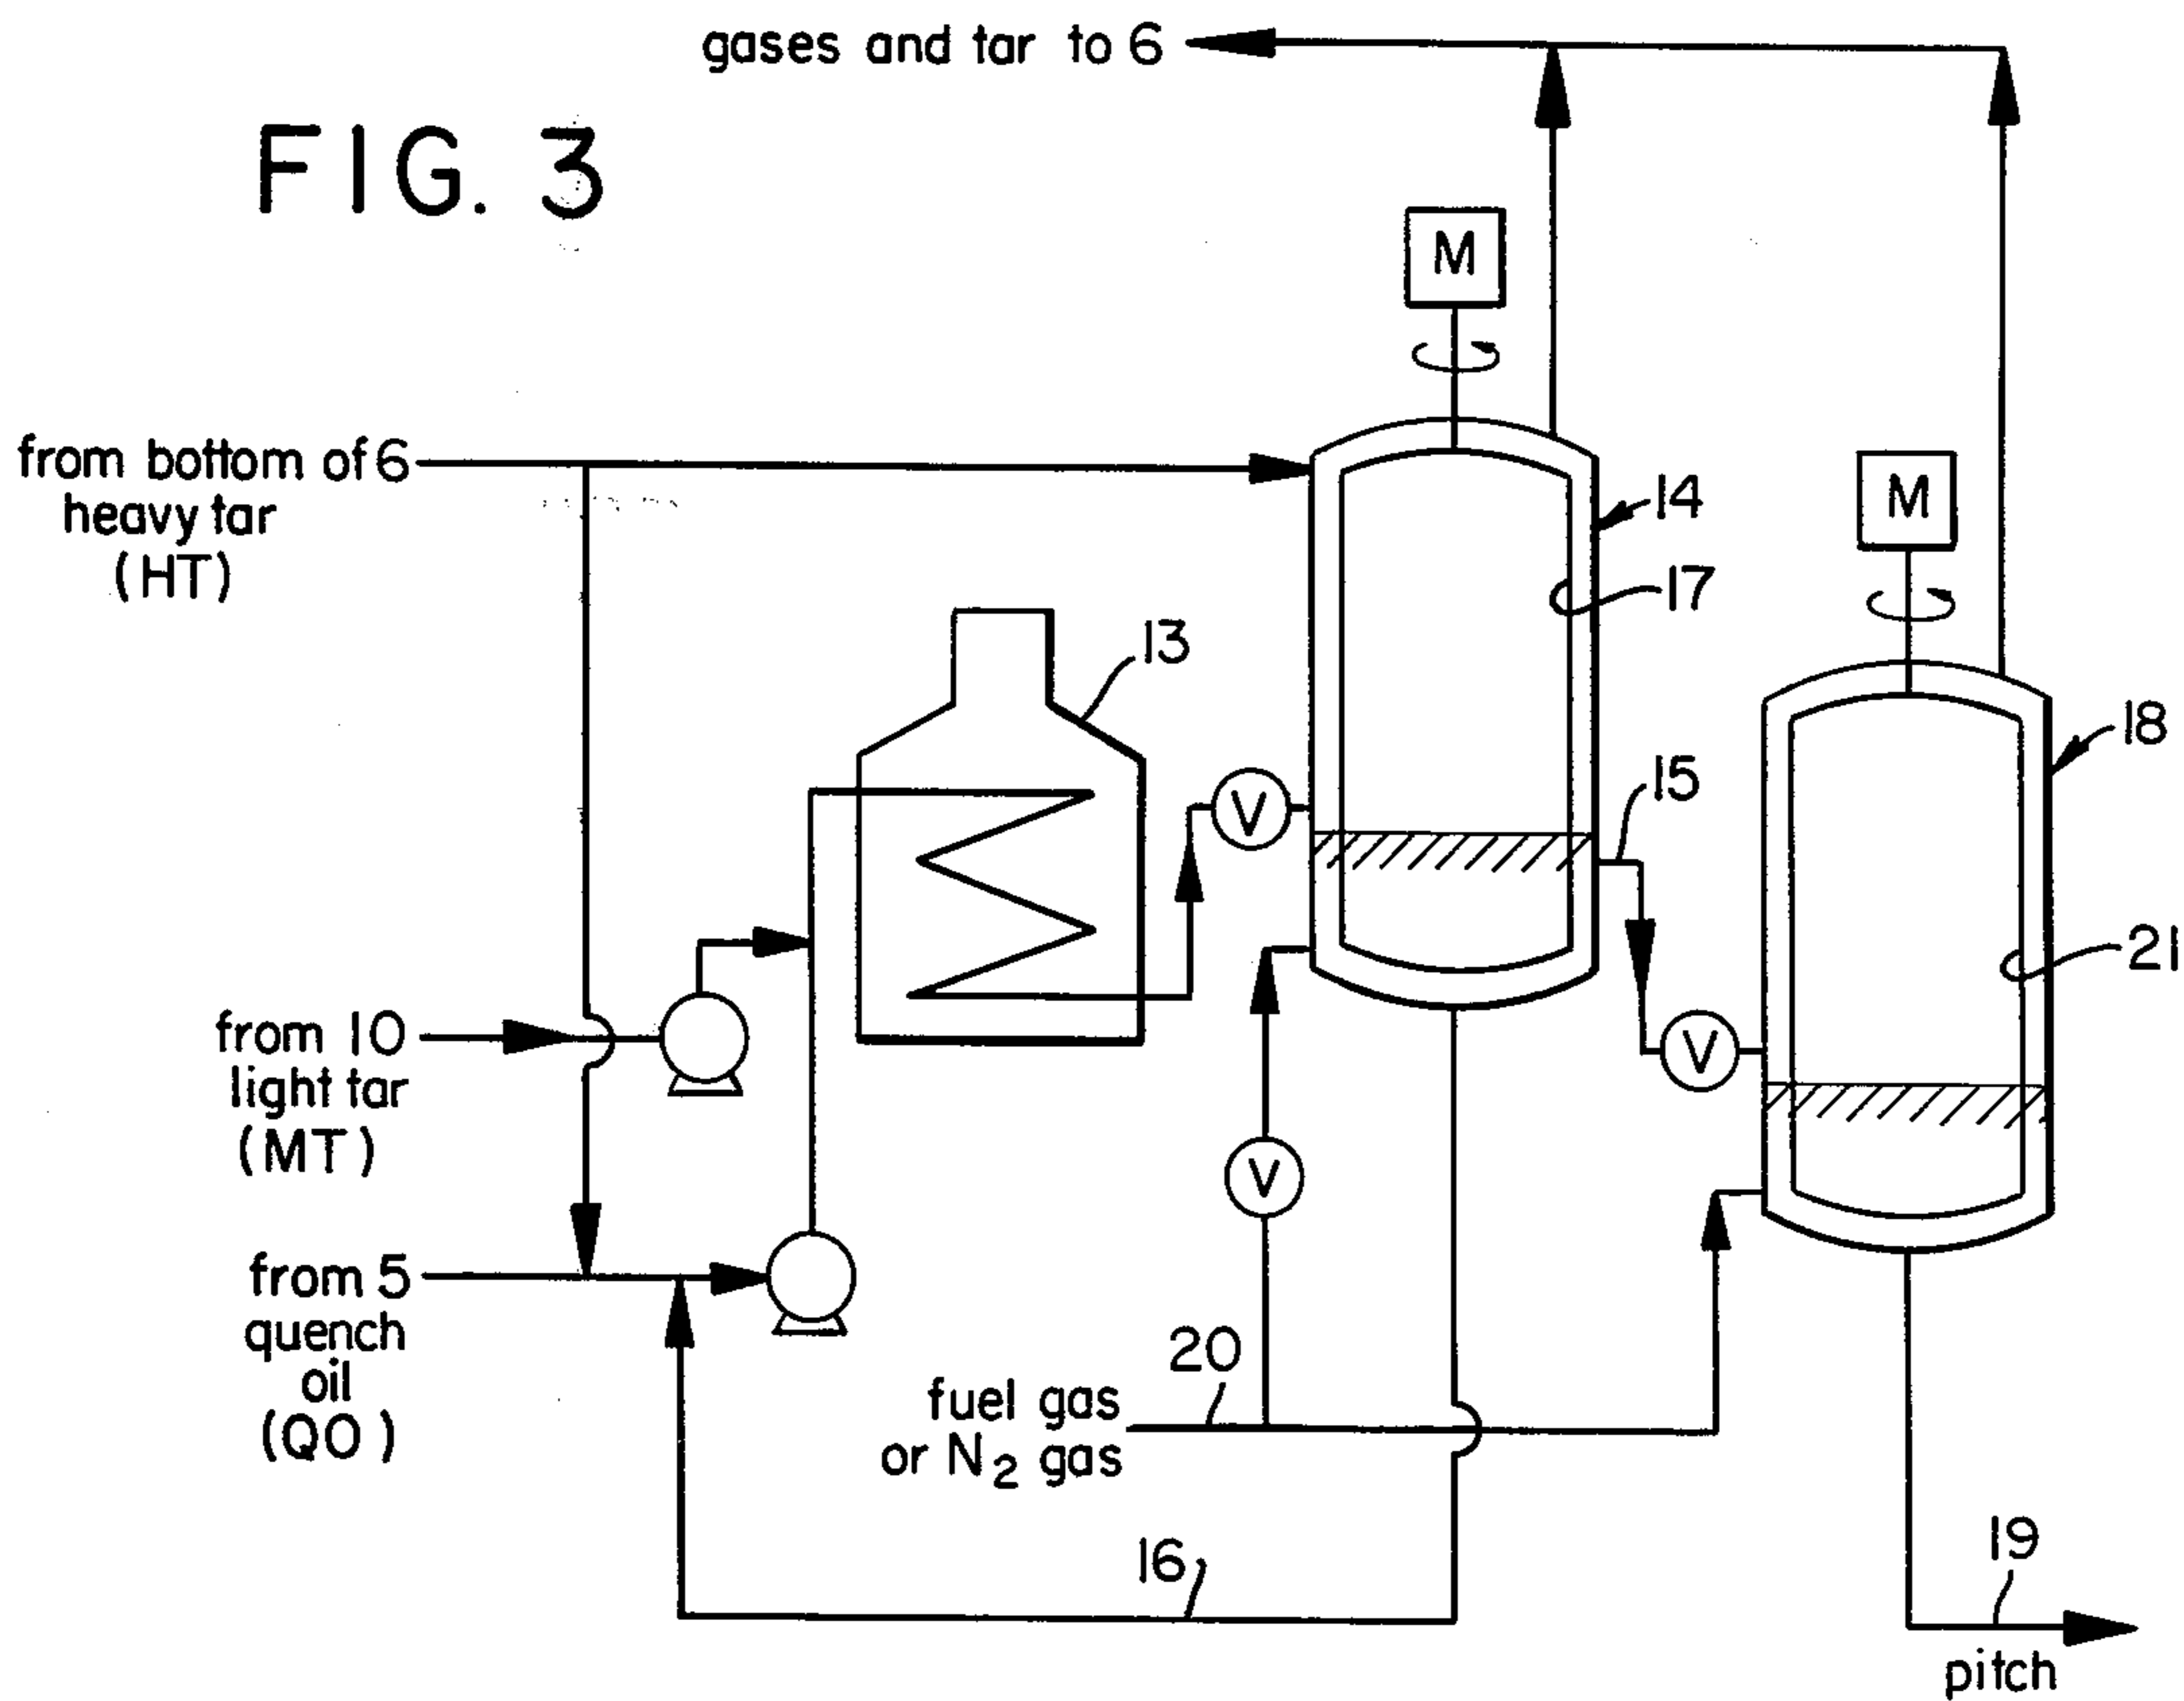 gases and tar to 6
FIG. 3
M
from bottom of 6
heavy tar
(HT)
14
M
17
13
18
15
V
21
from 10
light tar
(MT)
V
V
from 5
quench
oil
(QO)
20
fuel gas
or N₂ gas
16
19
pitch